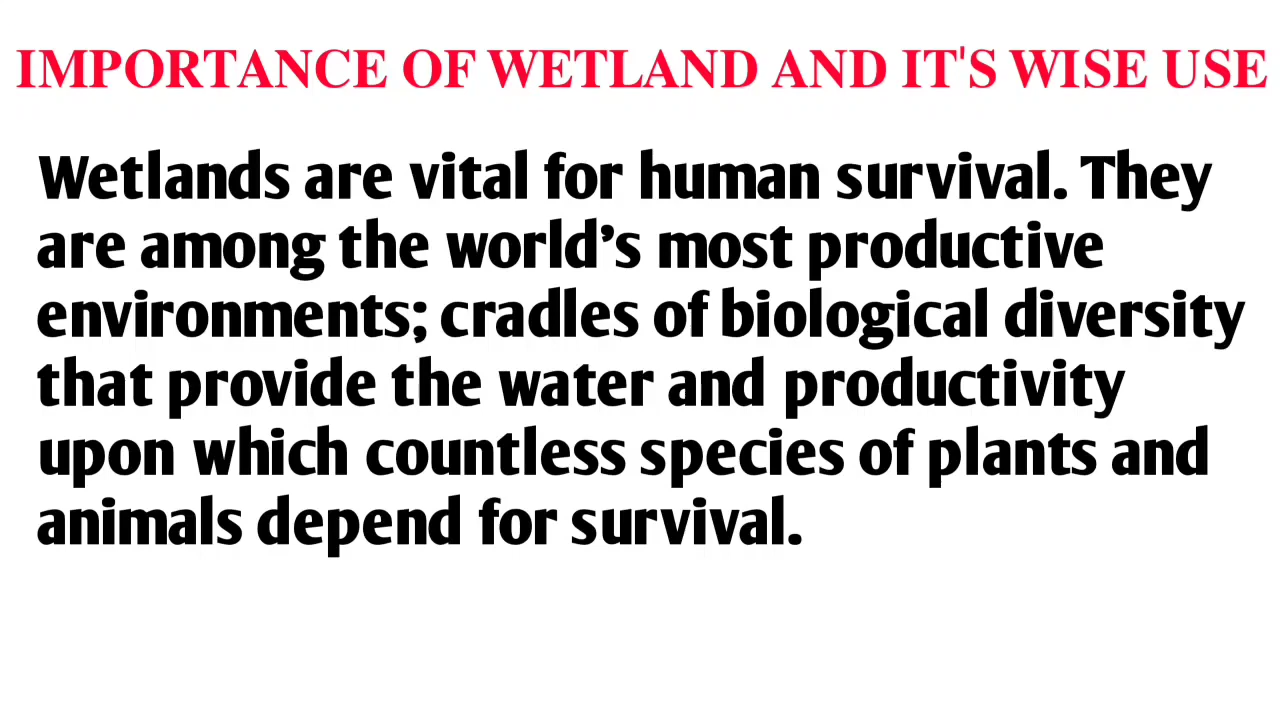 IMPORTANCE OF WETLAND AND IT'S WISE USE
Wetlands are vital for human survival. They
are among the world’s most productive
environments; cradles of biological diversity
that provide the water and productivity
upon which countless species of plants and
animals depend for survival.